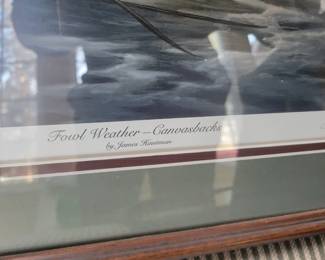 Fowl Weather – Canvasbacks
by James Hautman